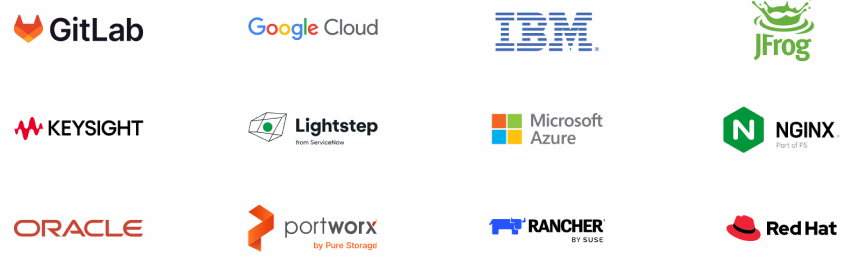 GitLab
Google Cloud
IBM®
JFrog
KEYSIGHT
Lightstep
from ServiceNow
Microsoft
Azure
NGINX
Part of F5
ORACLE
portworx
by Pure Storage
RANCHER®
BY SUSE
Red Hat